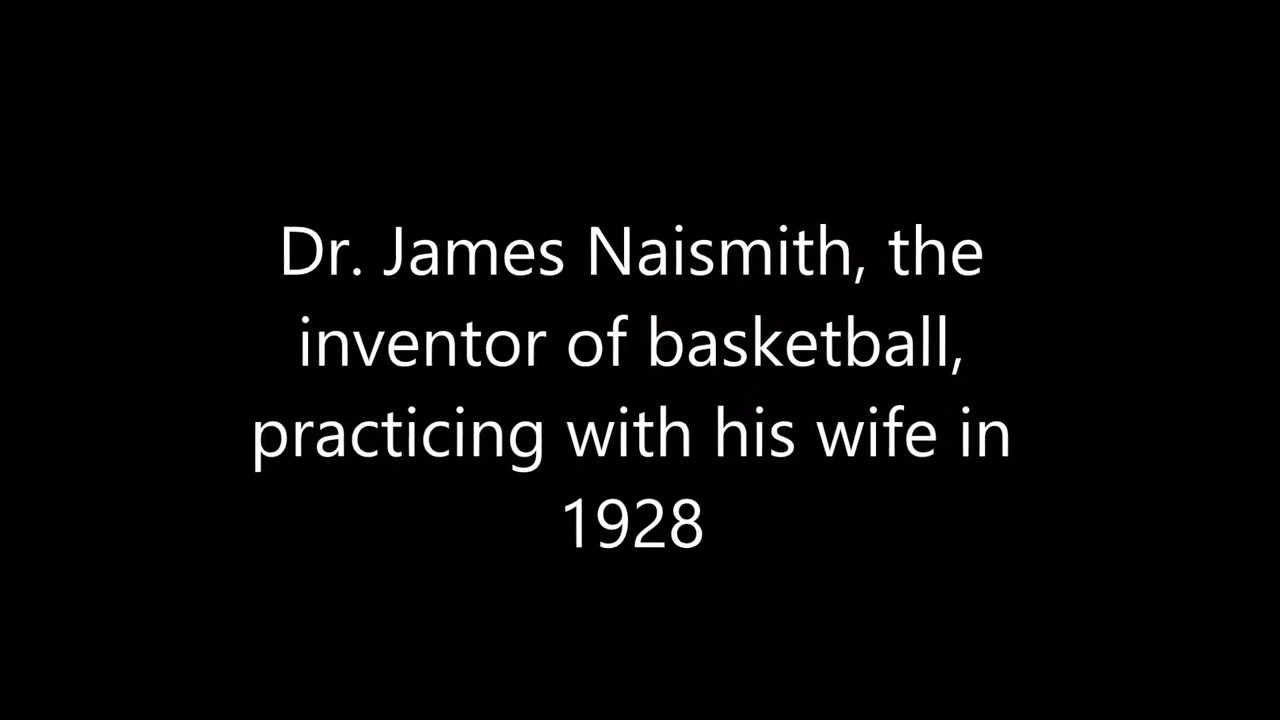 Dr. James Naismith, the
inventor of basketball,
practicing with his wife in
1928